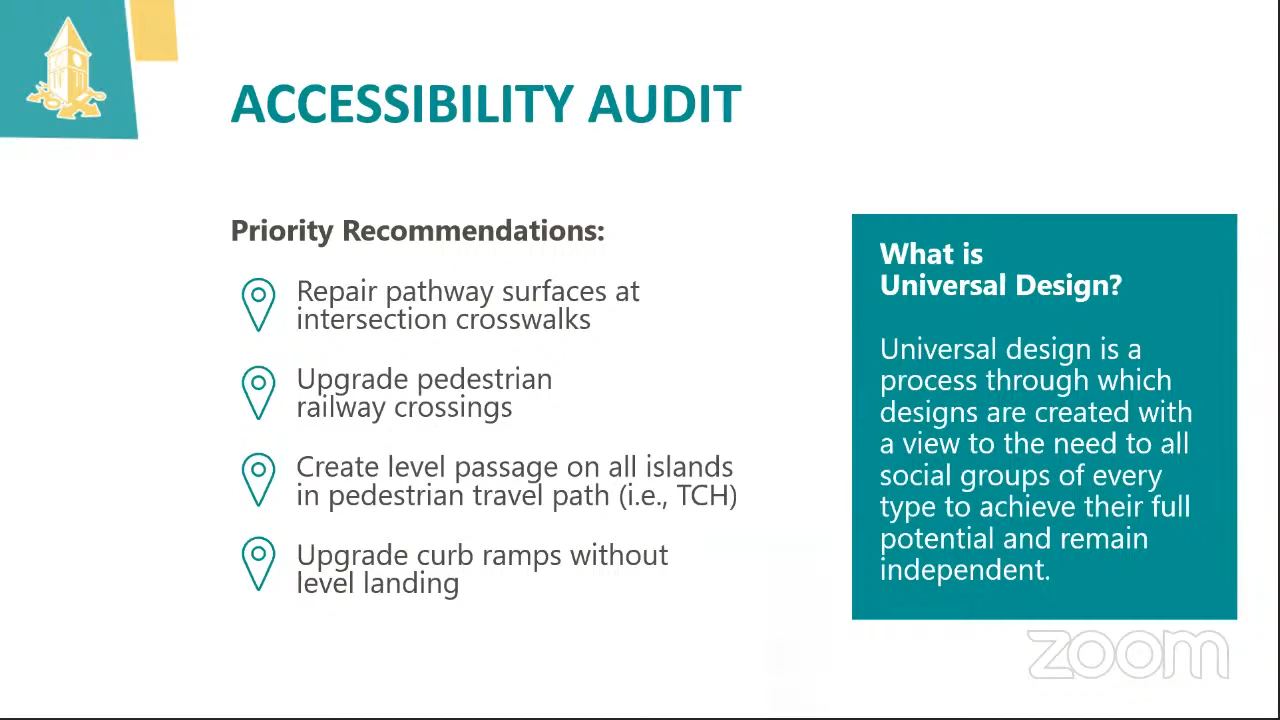 ACCESSIBILITY AUDIT
Priority Recommendations:
Repair pathway surfaces at
intersection crosswalks
Upgrade pedestrian
railway crossings
Create level passage on all islands
in pedestrian travel path (i.e., TCH)
Upgrade curb ramps without
level landing
What is
Universal Design?
Universal design is a
process through which
designs are created with
a view to the need to all
social groups of every
type to achieve their full
potential and remain
independent.
zoom